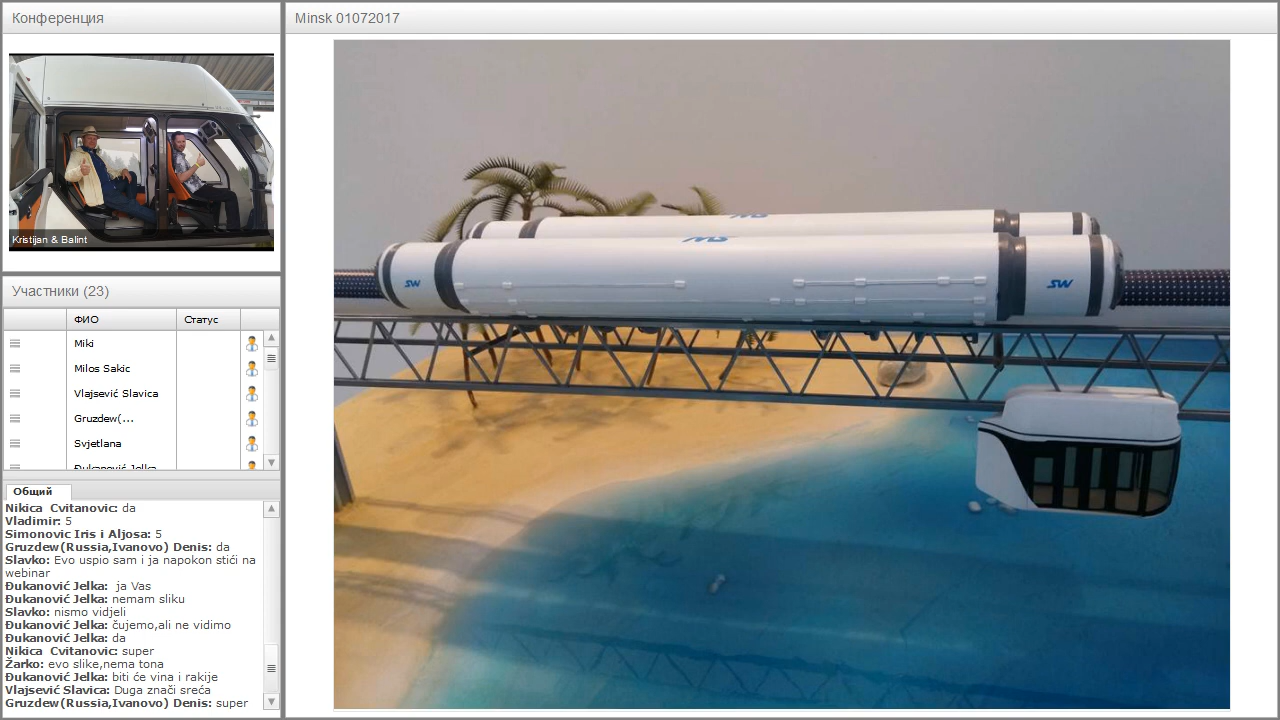 Конференция
Kristijan & Balint
Участники (23)
ФИО
Статус
Miki
Milos Sakic
Vlajsević Slavica
Gruzdew(...
Svjetlana
Đukanović Jelka
Общий
Nikica Cvitanovic: da
Vladimir: 5
Simonovic Iris i Aljosa: 5
Gruzdew(Russia,Ivanovo) Denis: da
Slavko: Evo uspio sam i ja napokon stići na
webinar
Đukanović Jelka: ja Vas
Đukanović Jelka: nemam sliku
Slavko: nismo vidjeli
Đukanović Jelka: čujemo,ali ne vidimo
Đukanović Jelka: da
Nikica Cvitanovic: super
Žarko: evo slike,nema tona
Đukanović Jelka: biti će vina i rakije
Vlajsević Slavica: Duga znači sreća
Gruzdew(Russia,Ivanovo) Denis: super
Minsk 01072017
SW
SW